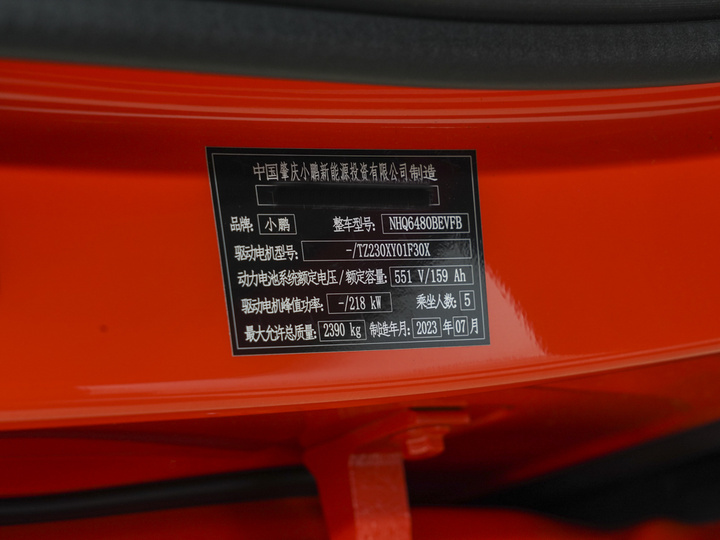 中国肇庆小鹏新能源投资有限公司制造
品牌: 小鹏 整车型号: NHQ6480BEVFB
驱动电机型号: -/TZ230XY01F30X
动力电池系统额定电压/额定容量: 551 V/159 Ah
驱动电机峰值功率: -/218 kW 乘坐人数: 5
最大允许总质量: 2390 kg 制造年月: 2023 年 07 月